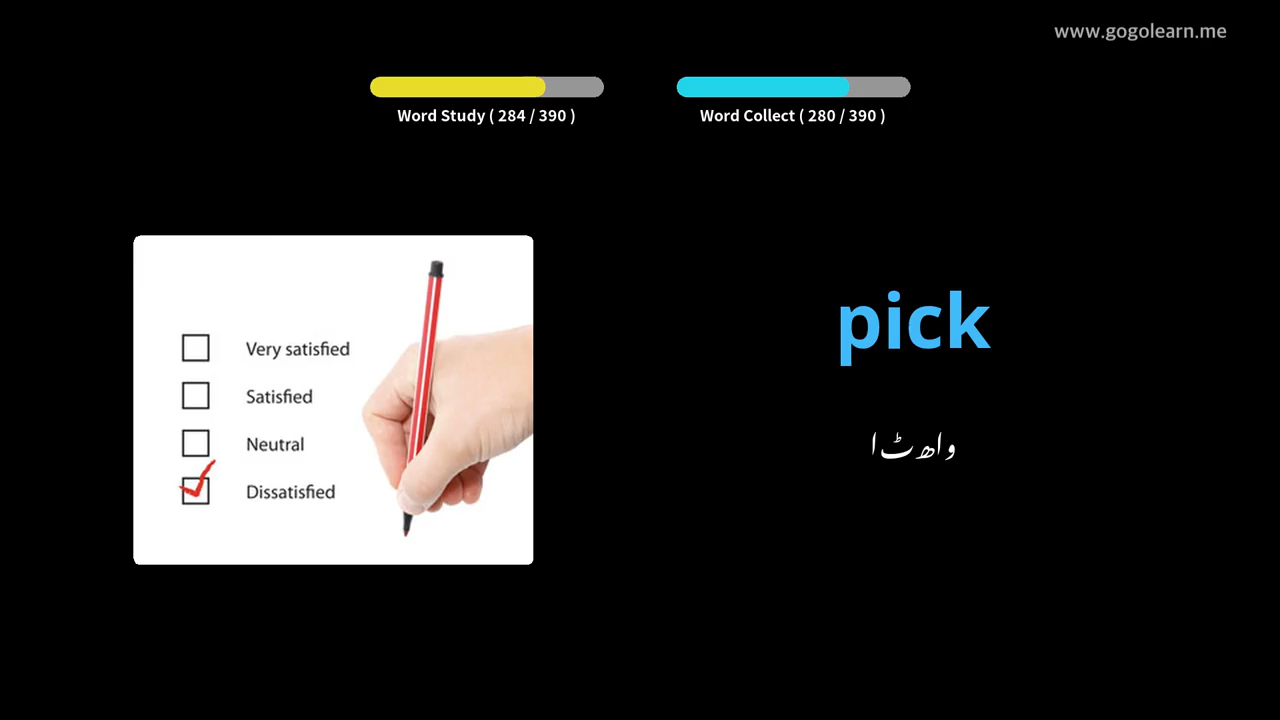 www.gogolearn.me
Word Study ( 284 / 390 )
Word Collect ( 280 / 390 )
Very satisfied
Satisfied
Neutral
Dissatisfied
pick
واھٹا